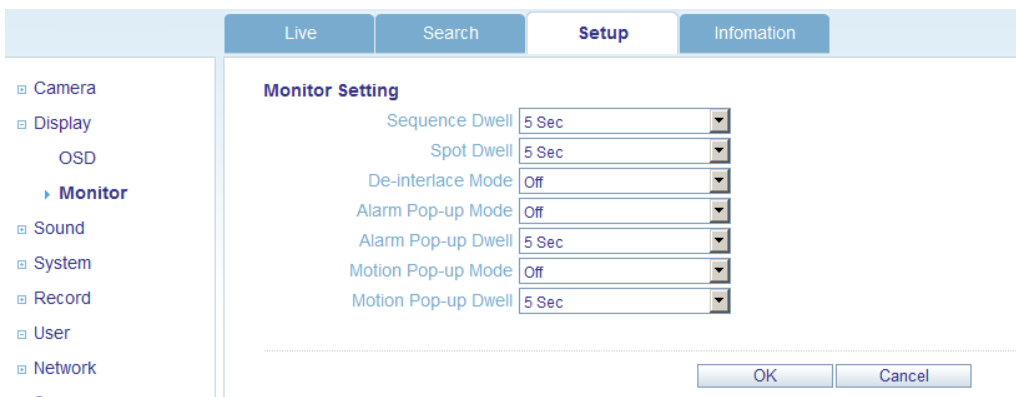 Live Search Setup Infomation
Camera
Display
OSD
Monitor
Sound
System
Record
User
Network
Monitor Setting
Sequence Dwell 5 Sec
Spot Dwell 5 Sec
De-interlace Mode Off
Alarm Pop-up Mode Off
Alarm Pop-up Dwell 5 Sec
Motion Pop-up Mode Off
Motion Pop-up Dwell 5 Sec
OK Cancel